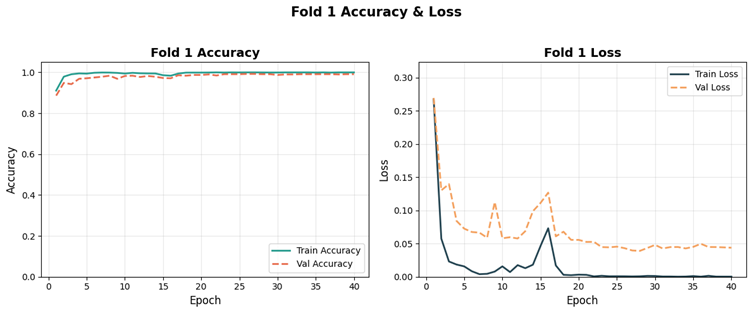 Fold 1 Accuracy & Loss
Fold 1 Accuracy
1.0
0.8
0.6
0.4
0.2
0.0
Accuracy
0 5 10 15 20 25 30 35 40
Epoch
Train Accuracy
Val Accuracy
Fold 1 Loss
0.30
0.25
0.20
0.15
0.10
0.05
0.00
Loss
0 5 10 15 20 25 30 35 40
Epoch
Train Loss
Val Loss